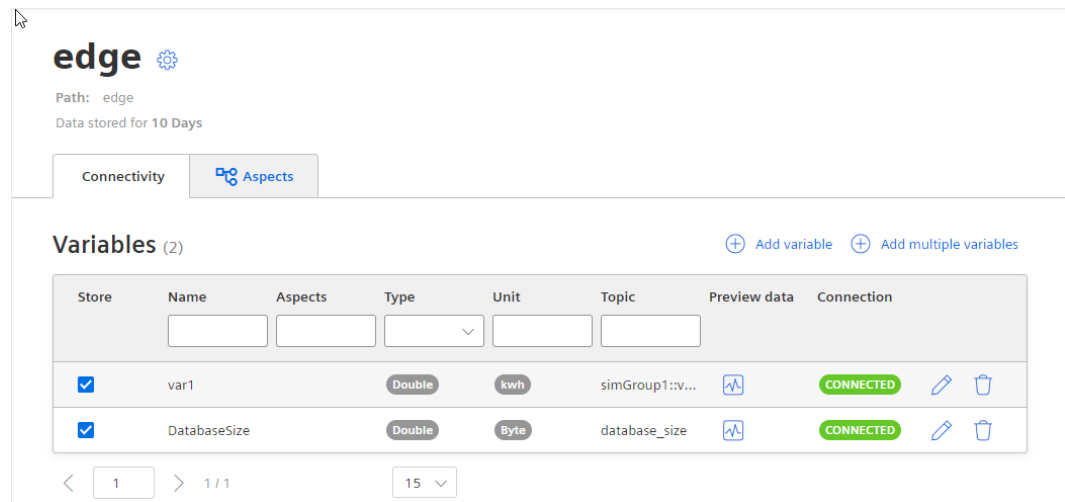 edge
Path: edge
Data stored for 10 Days
Connectivity Aspects
Variables (2) Add variable Add multiple variables
Store Name Aspects Type Unit Topic Preview data Connection
var1 Double kwh simGroup1::v... CONNECTED
DatabaseSize Double Byte database_size CONNECTED
1 1 / 1 15